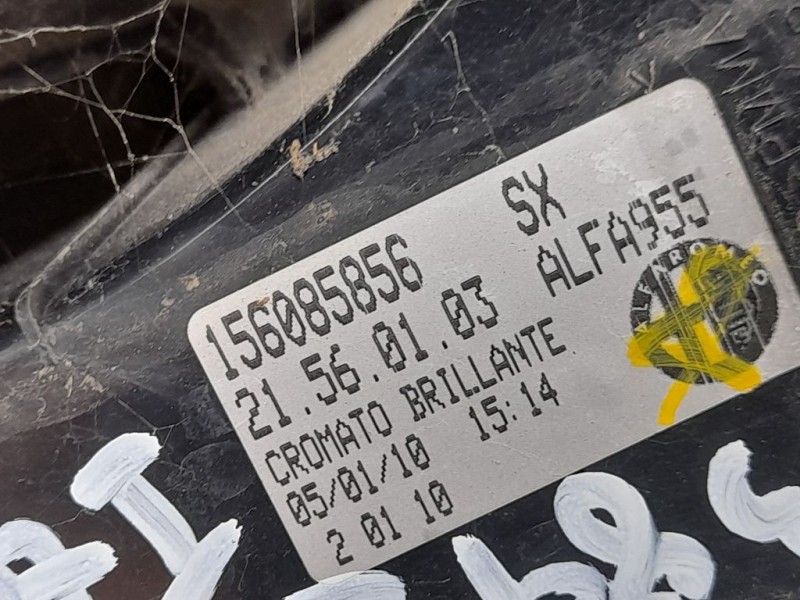 SX
156085856
21.56.01.03 ALFA955
CROMATO BRILLANTE
05/01/10 15:14
2 01 10